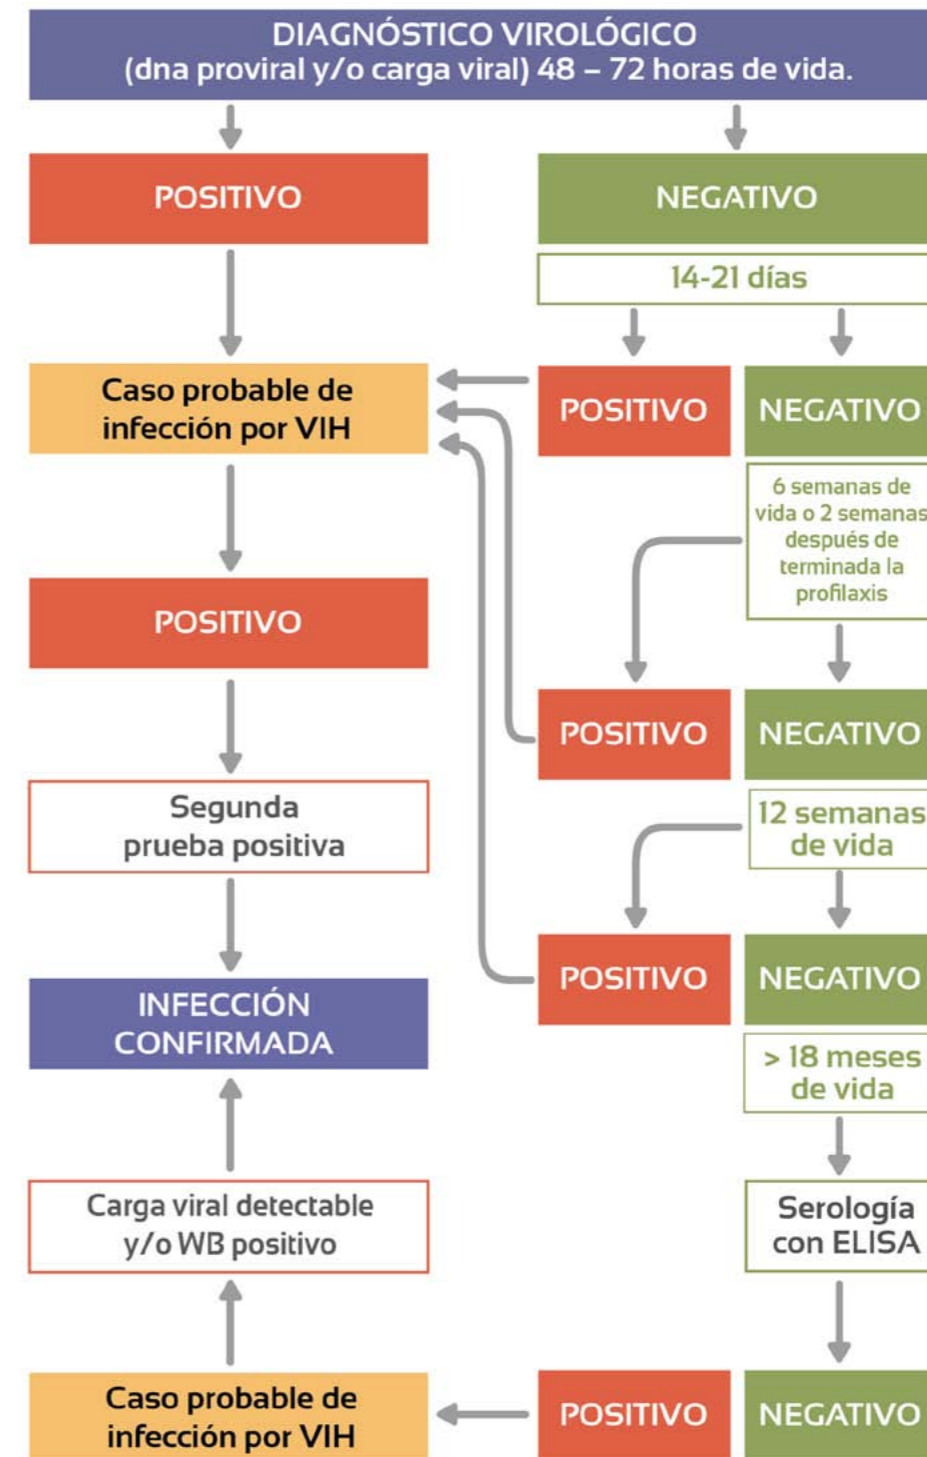 DIAGNÓSTICO VIROLÓGICO
(dna proviral y/o carga viral) 48 – 72 horas de vida.
POSITIVO
NEGATIVO
14-21 días
Caso probable de
infección por VIH
POSITIVO
NEGATIVO
6 semanas de
vida o 2 semanas
después de
terminada la
profilaxis
POSITIVO
POSITIVO
NEGATIVO
Segunda
prueba positiva
12 semanas
de vida
POSITIVO
NEGATIVO
INFECCIÓN
CONFIRMADA
> 18 meses
de vida
Carga viral detectable
y/o WB positivo
Serología
con ELISA
Caso probable de
infección por VIH
POSITIVO
NEGATIVO